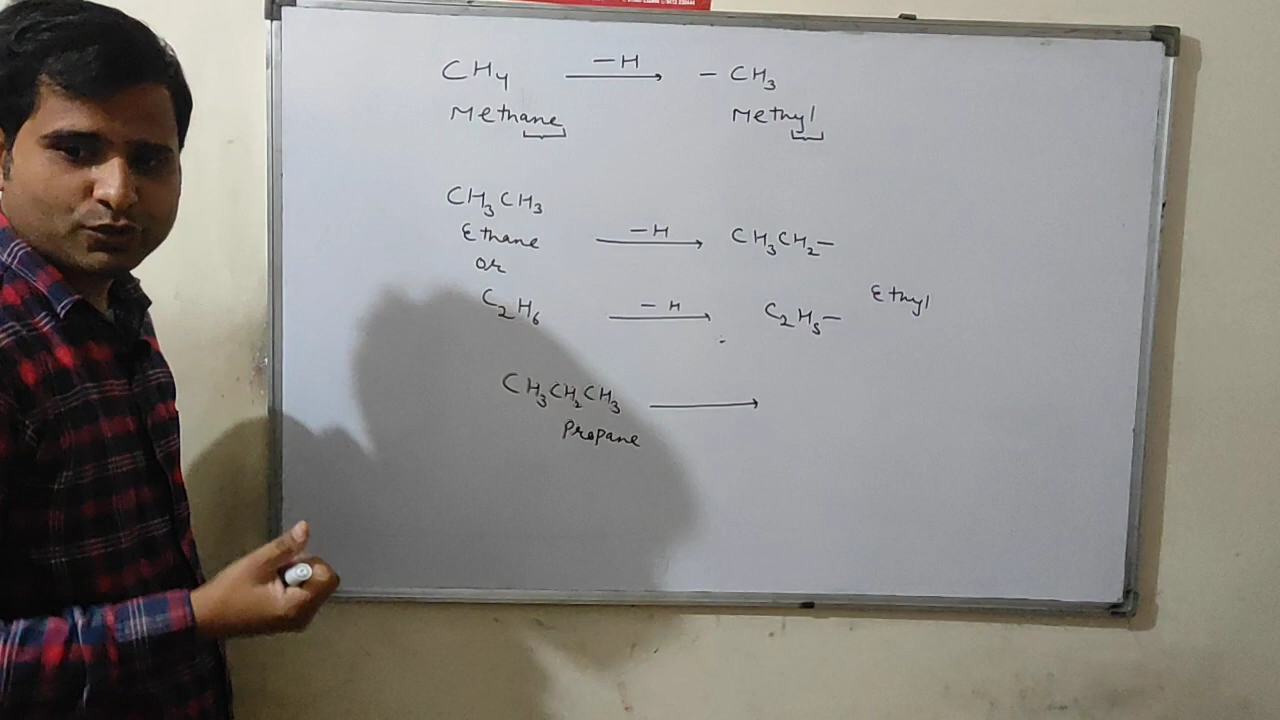 CH4 —H → – CH3
Methane Methyl
CH3CH3
Ethane —H → CH3CH2—
or
C2H6 —H → C2H5— Ethyl
CH3CH2CH3 →
Propane